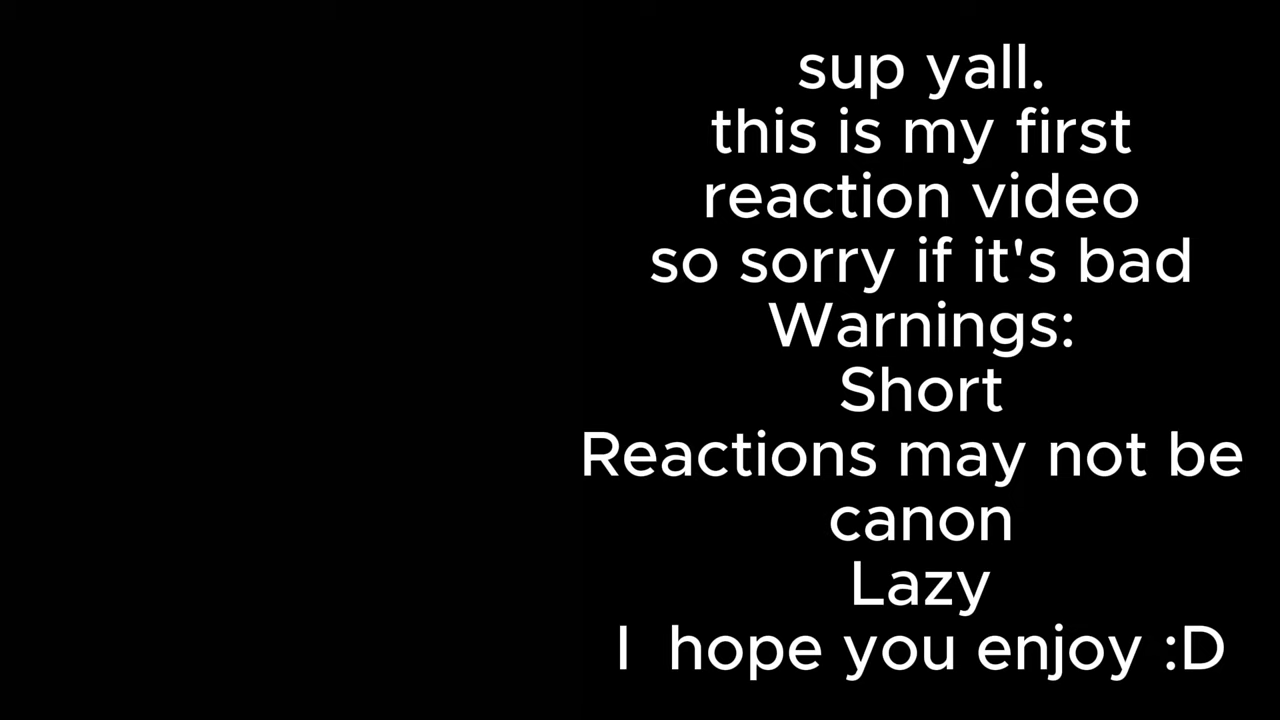 sup yall.
this is my first
reaction video
so sorry if it's bad
Warnings:
Short
Reactions may not be
canon
Lazy
I  hope you enjoy :D